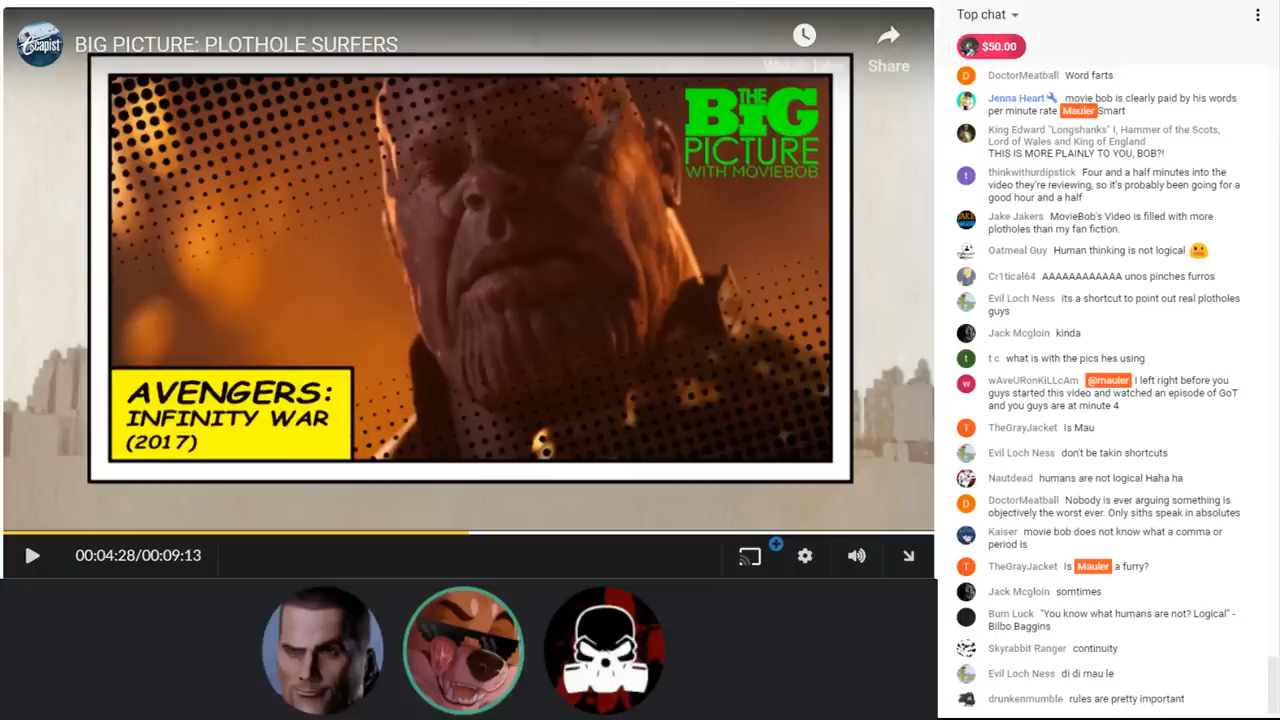 the Escapist
BIG PICTURE: PLOTHOLE SURFERS
Share
THE
BiG
PICTURE
WITH MOVIEBOB
AVENGERS:
INFINITY WAR
(2017)
00:04:28/00:09:13
Top chat
$50.00
DoctorMeatball Word farts
Jenna Heart movie bob is clearly paid by his words
per minute rate Mauler Smart
King Edward "Longshanks" I, Hammer of the Scots,
Lord of Wales and King of England
THIS IS MORE PLAINLY TO YOU, BOB?!
thinkwithurdipstick Four and a half minutes into the
video they're reviewing, so it's probably been going for a
good hour and a half
Jake Jakers MovieBob's Video is filled with more
plotholes than my fan fiction.
Oatmeal Guy Human thinking is not logical
Cr1tical64 AAAAAAAAAAAA unos pinches furros
Evil Loch Ness its a shortcut to point out real plotholes
guys
Jack Mcgloin kinda
t c what is with the pics hes using
wAveURonKiLLcAm @mauler I left right before you
guys started this video and watched an episode of GoT
and you guys are at minute 4
TheGrayJacket Is Mau
Evil Loch Ness don't be takin shortcuts
Nautdead humans are not logical Haha ha
DoctorMeatball Nobody is ever arguing something is
objectively the worst ever. Only siths speak in absolutes
Kaiser movie bob does not know what a comma or
period is
TheGrayJacket Is Mauler a furry?
Jack Mcgloin somtimes
Bum Luck "You know what humans are not? Logical" -
Bilbo Baggins
Skyrabbit Ranger continuity
Evil Loch Ness di di mau le
drunkenmumble rules are pretty important